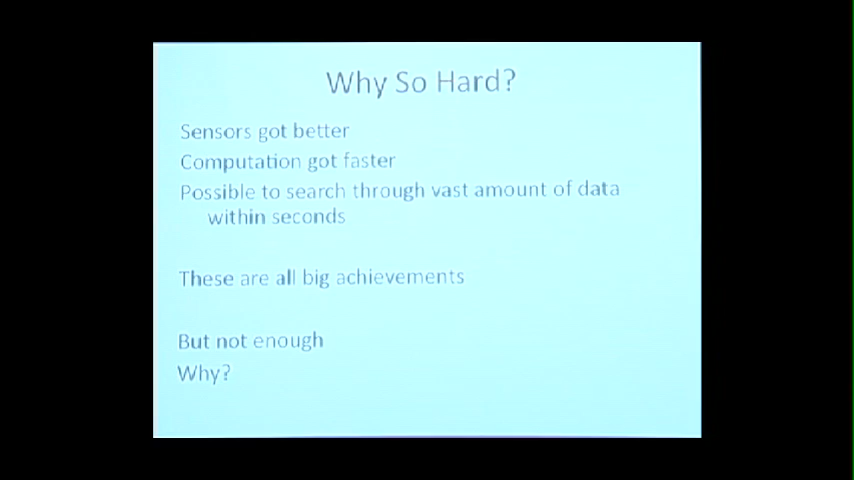 Why So Hard?
Sensors got better
Computation got faster
Possible to search through vast amount of data
within seconds
These are all big achievements
But not enough
Why?